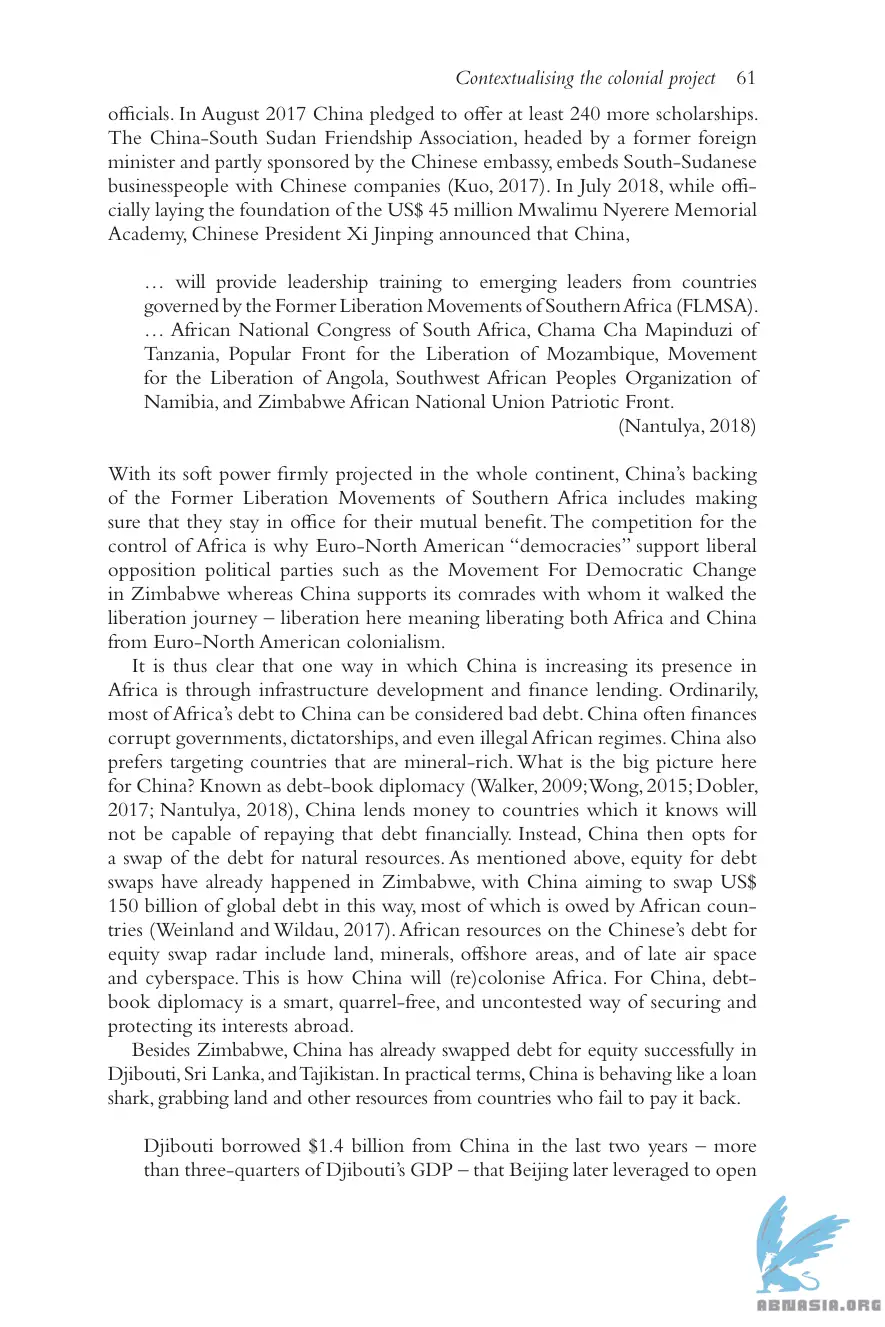 Contextualising the colonial project 61
officials. In August 2017 China pledged to offer at least 240 more scholarships.
The China-South Sudan Friendship Association, headed by a former foreign
minister and partly sponsored by the Chinese embassy, embeds South-Sudanese
businesspeople with Chinese companies (Kuo, 2017). In July 2018, while offi-
cially laying the foundation of the US$ 45 million Mwalimu Nyerere Memorial
Academy, Chinese President Xi Jinping announced that China,
… will provide leadership training to emerging leaders from countries
governed by the Former Liberation Movements of Southern Africa (FLMSA).
… African National Congress of South Africa, Chama Cha Mapinduzi of
Tanzania, Popular Front for the Liberation of Mozambique, Movement
for the Liberation of Angola, Southwest African Peoples Organization of
Namibia, and Zimbabwe African National Union Patriotic Front.
(Nantulya, 2018)
With its soft power firmly projected in the whole continent, China’s backing
of the Former Liberation Movements of Southern Africa includes making
sure that they stay in office for their mutual benefit. The competition for the
control of Africa is why Euro-North American “democracies” support liberal
opposition political parties such as the Movement For Democratic Change
in Zimbabwe whereas China supports its comrades with whom it walked the
liberation journey – liberation here meaning liberating both Africa and China
from Euro-North American colonialism.
It is thus clear that one way in which China is increasing its presence in
Africa is through infrastructure development and finance lending. Ordinarily,
most of Africa’s debt to China can be considered bad debt. China often finances
corrupt governments, dictatorships, and even illegal African regimes. China also
prefers targeting countries that are mineral-rich. What is the big picture here
for China? Known as debt-book diplomacy (Walker, 2009; Wong, 2015; Dobler,
2017; Nantulya, 2018), China lends money to countries which it knows will
not be capable of repaying that debt financially. Instead, China then opts for
a swap of the debt for natural resources. As mentioned above, equity for debt
swaps have already happened in Zimbabwe, with China aiming to swap US$
150 billion of global debt in this way, most of which is owed by African coun-
tries (Weinland and Wildau, 2017). African resources on the Chinese’s debt for
equity swap radar include land, minerals, offshore areas, and of late air space
and cyberspace. This is how China will (re)colonise Africa. For China, debt-
book diplomacy is a smart, quarrel-free, and uncontested way of securing and
protecting its interests abroad.
Besides Zimbabwe, China has already swapped debt for equity successfully in
Djibouti, Sri Lanka, and Tajikistan. In practical terms, China is behaving like a loan
shark, grabbing land and other resources from countries who fail to pay it back.
Djibouti borrowed $1.4 billion from China in the last two years – more
than three-quarters of Djibouti’s GDP – that Beijing later leveraged to open
ABNASIA.ORG